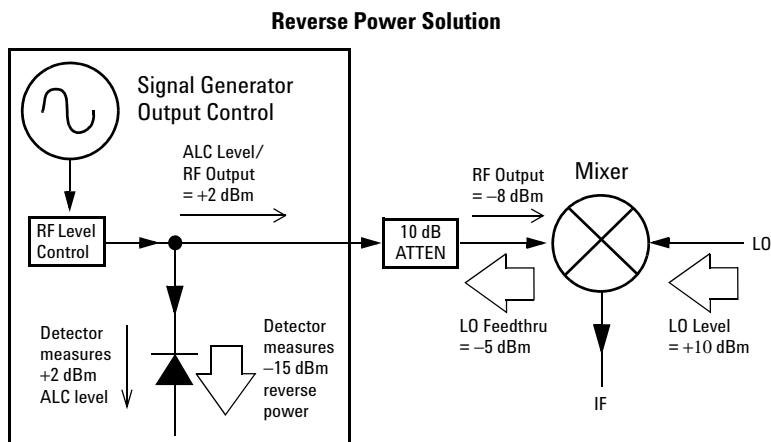 Reverse Power Solution
Signal Generator
Output Control
ALC Level/
RF Output
= +2 dBm
RF Level
Control
Detector
measures
+2 dBm
ALC level
Detector
measures
−15 dBm
reverse
power
10 dB
ATTEN
RF Output
= −8 dBm
Mixer
LO
LO Feedthru
= −5 dBm
LO Level
= +10 dBm
IF